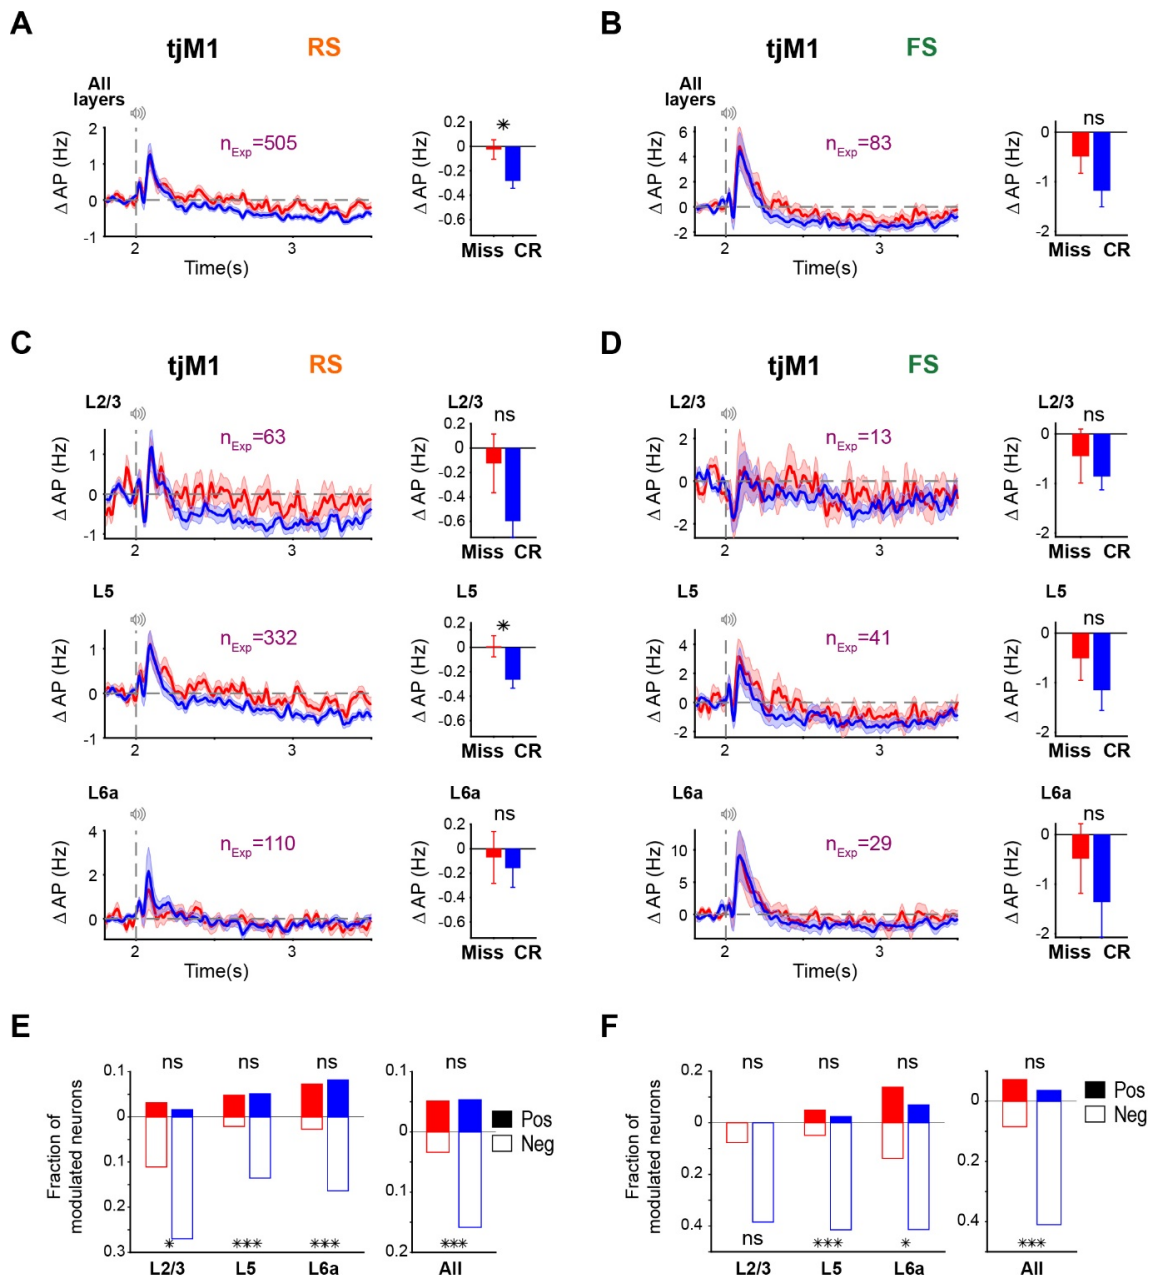 A
tjM1 RS
All
layers
Δ AP (Hz)
2
1
0
-1
n_Exp=505
2 3
Time(s)
Δ AP (Hz)
0.2
0
-0.2
-0.4
-0.6
*
Miss CR
B
tjM1 FS
All
layers
Δ AP (Hz)
6
4
2
0
-2
n_Exp=83
2 3
Time(s)
Δ AP (Hz)
0
-1
-2
ns
Miss CR
C
tjM1 RS
L2/3
Δ AP (Hz)
1
0
-1
n_Exp=63
2 3
L2/3
ns
Δ AP (Hz)
0.2
0
-0.2
-0.4
-0.6
Miss CR
L5
Δ AP (Hz)
1
0
-1
n_Exp=332
2 3
L5
*
Δ AP (Hz)
0.2
0
-0.2
-0.4
-0.6
Miss CR
L6a
Δ AP (Hz)
4
2
0
n_Exp=110
2 3
Time(s)
L6a
ns
Δ AP (Hz)
0.2
0
-0.2
-0.4
-0.6
Miss CR
D
tjM1 FS
L2/3
Δ AP (Hz)
2
0
-2
n_Exp=13
2 3
L2/3
ns
Δ AP (Hz)
0
-1
-2
Miss CR
L5
Δ AP (Hz)
4
2
0
-2
n_Exp=41
2 3
L5
ns
Δ AP (Hz)
0
-1
-2
Miss CR
L6a
Δ AP (Hz)
10
5
0
n_Exp=29
2 3
Time(s)
L6a
ns
Δ AP (Hz)
0
-1
-2
Miss CR
E
Fraction of
modulated neurons
0.1
0
0.1
0.2
0.3
ns ns ns
* *** ***
L2/3 L5 L6a
0.1
0
0.1
0.2
ns
***
All
Pos
Neg
F
Fraction of
modulated neurons
0.2
0
0.2
0.4
ns ns ns
ns *** *
L2/3 L5 L6a
0
0.2
0.4
ns
***
All
Pos
Neg